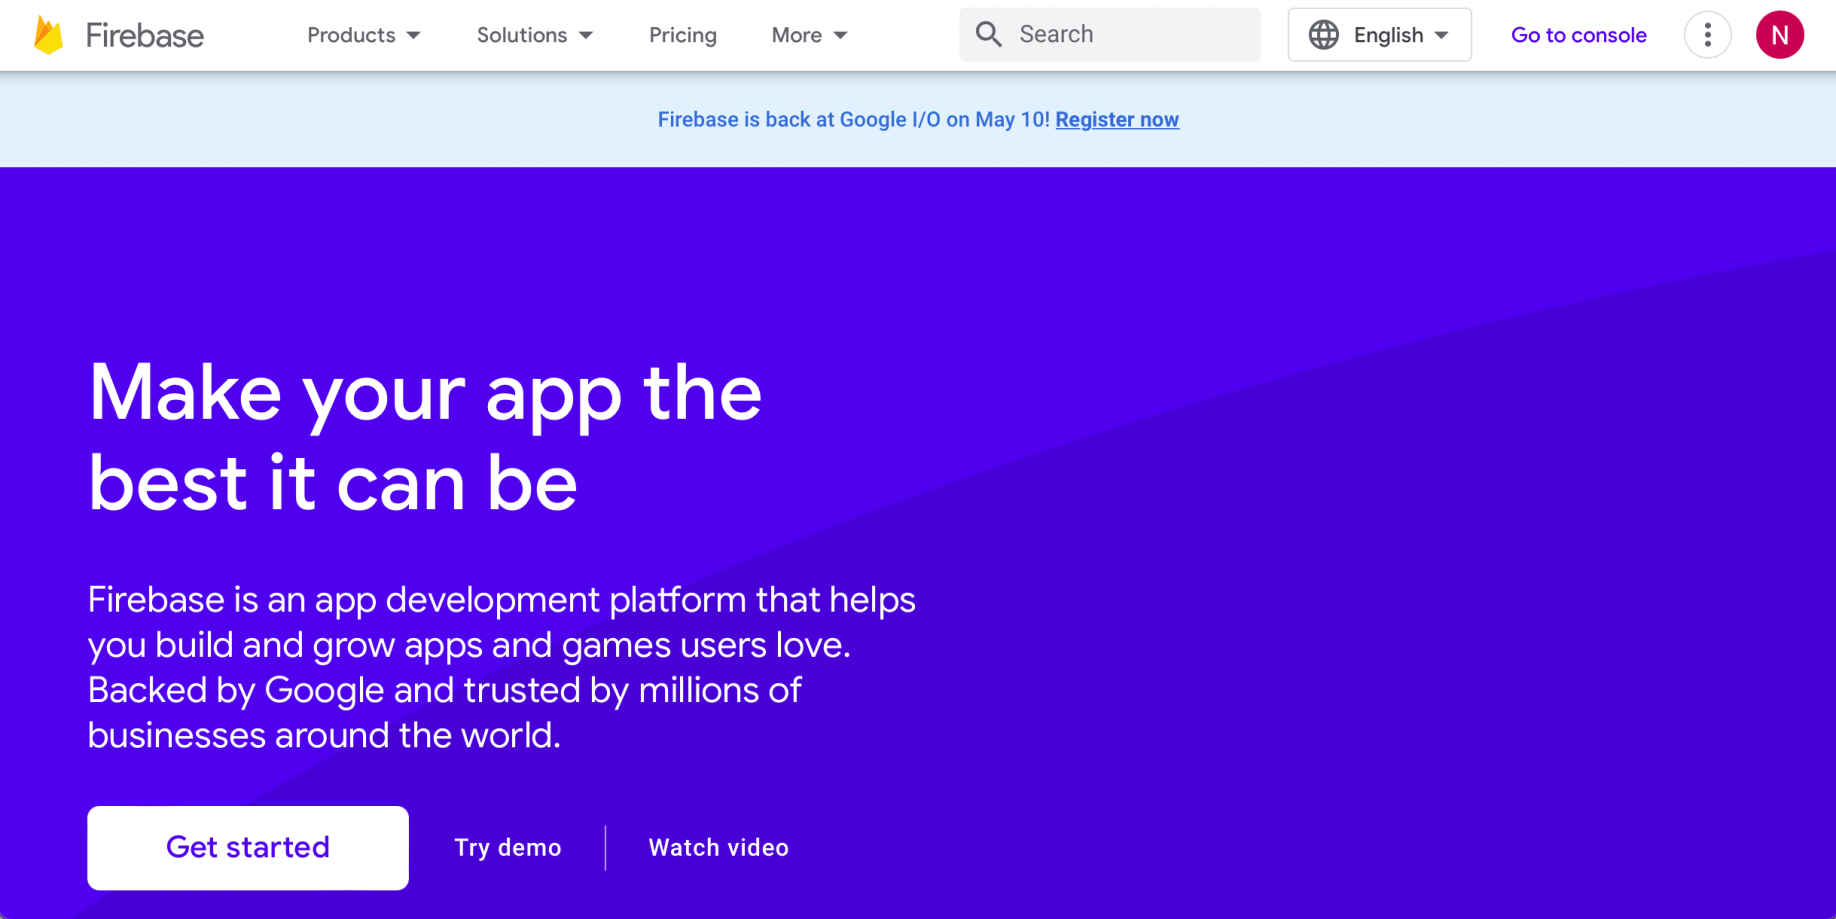 Firebase
Products
Solutions
Pricing
More
Search
English
Go to console
N
Firebase is back at Google I/O on May 10! Register now
Make your app the
best it can be
Firebase is an app development platform that helps
you build and grow apps and games users love.
Backed by Google and trusted by millions of
businesses around the world.
Get started
Try demo
Watch video